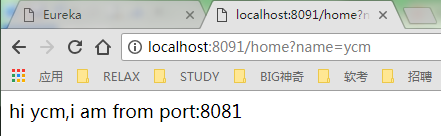 Eureka localhost:8091/home?n
localhost:8091/home?name=ycm
应用 RELAX STUDY BIG神奇 软考 招聘
hi ycm,i am from port:8081